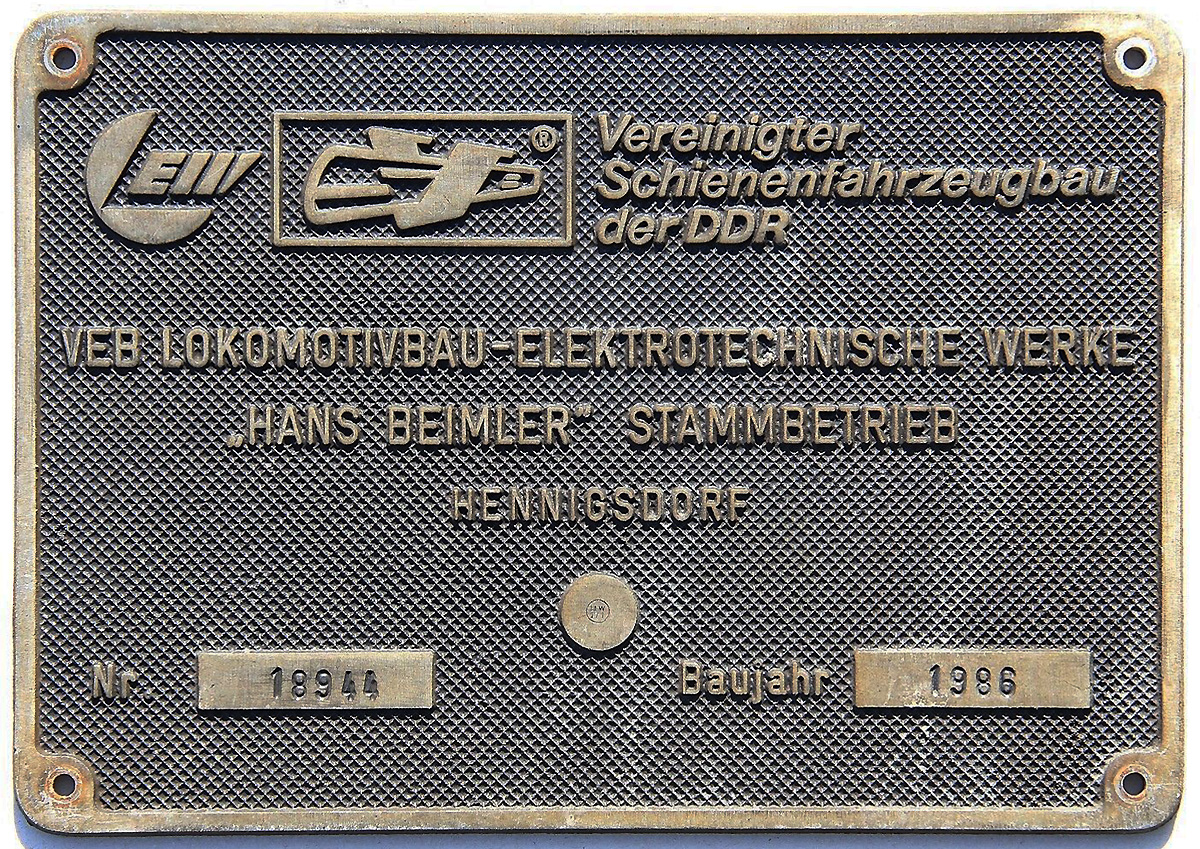 LEW
®
Vereinigter
Schienenfahrzeugbau
der DDR
VEB LOKOMOTIVBAU-ELEKTROTECHNISCHE WERKE
„HANS BEIMLER” STAMMBETRIEB
HENNIGSDORF
Nr. 18944 Baujahr 1986